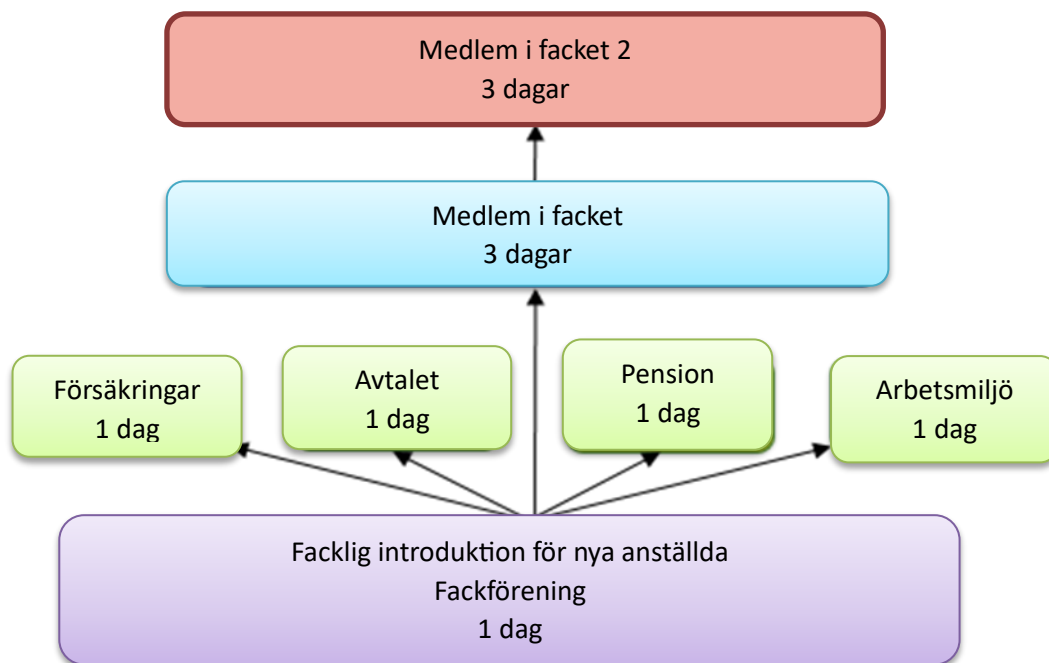 Medlem i facket 2
3 dagar
Medlem i facket
3 dagar
Försäkringar
1 dag
Avtalet
1 dag
Pension
1 dag
Arbetsmiljö
1 dag
Facklig introduktion för nya anställda
Fackförening
1 dag